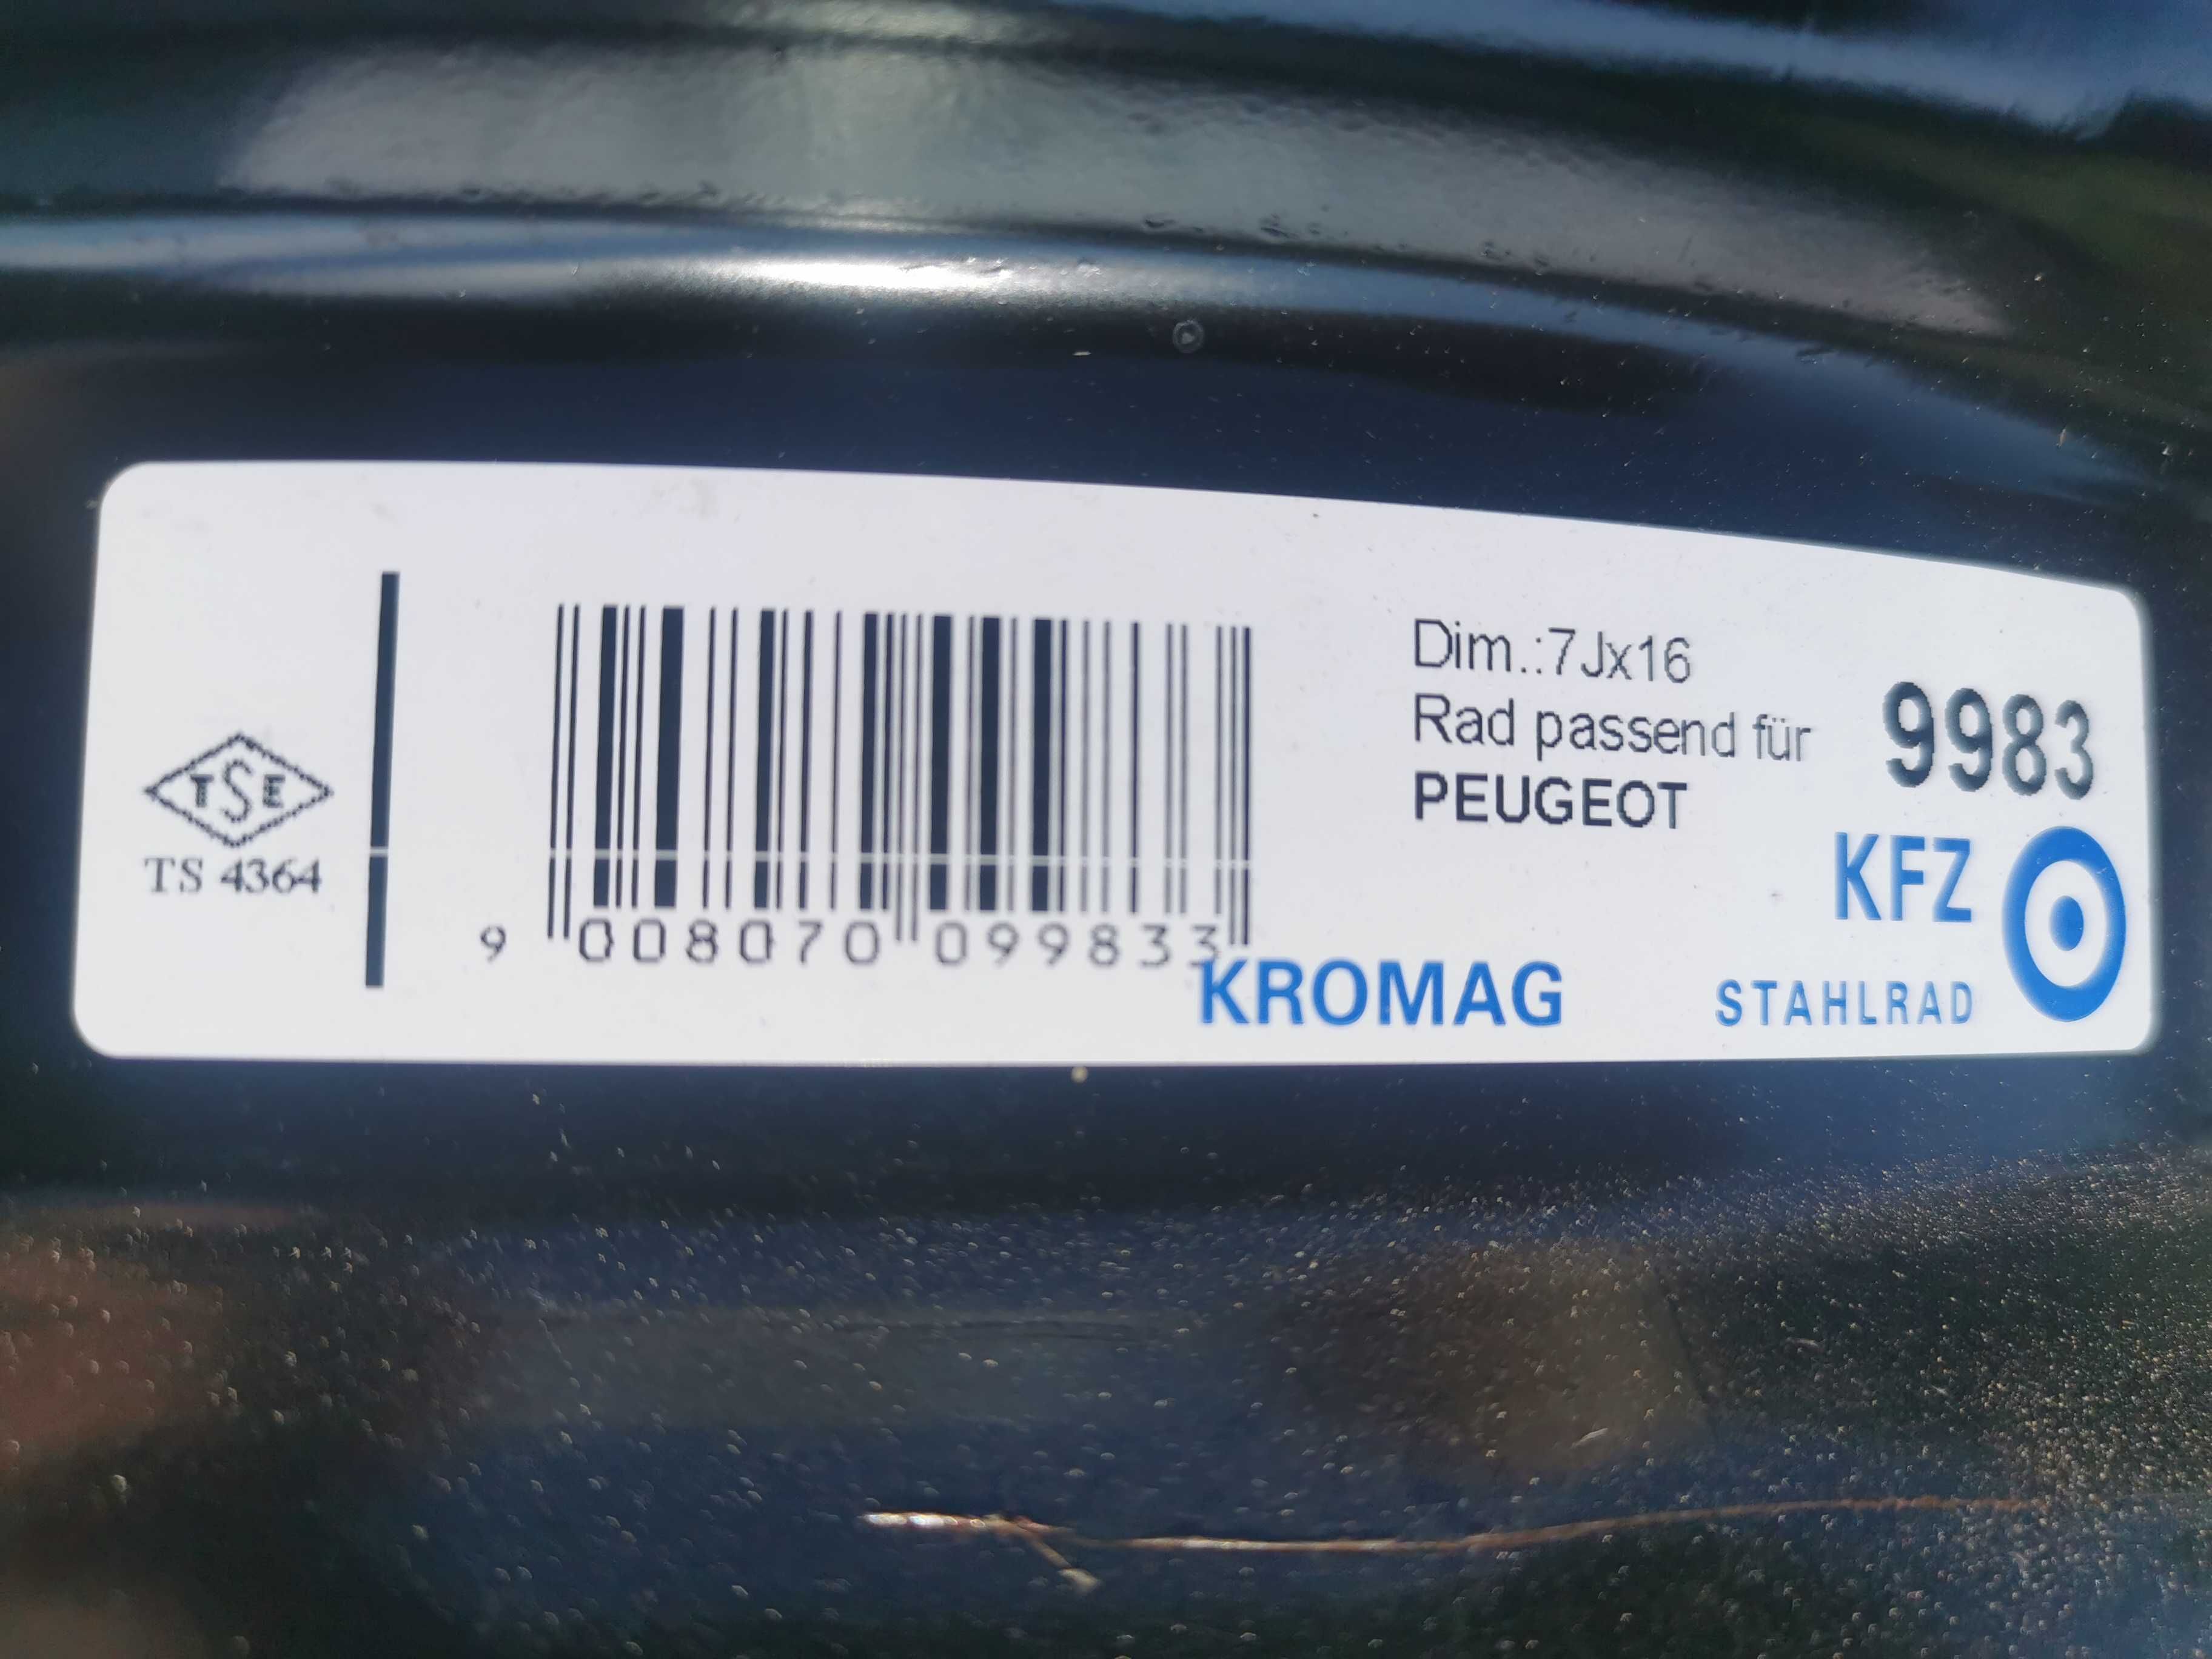 TSE
TS 4364
9 008070 099833
Dim.:7Jx16
Rad passend für
PEUGEOT
9983
KFZ
KROMAG
STAHLRAD